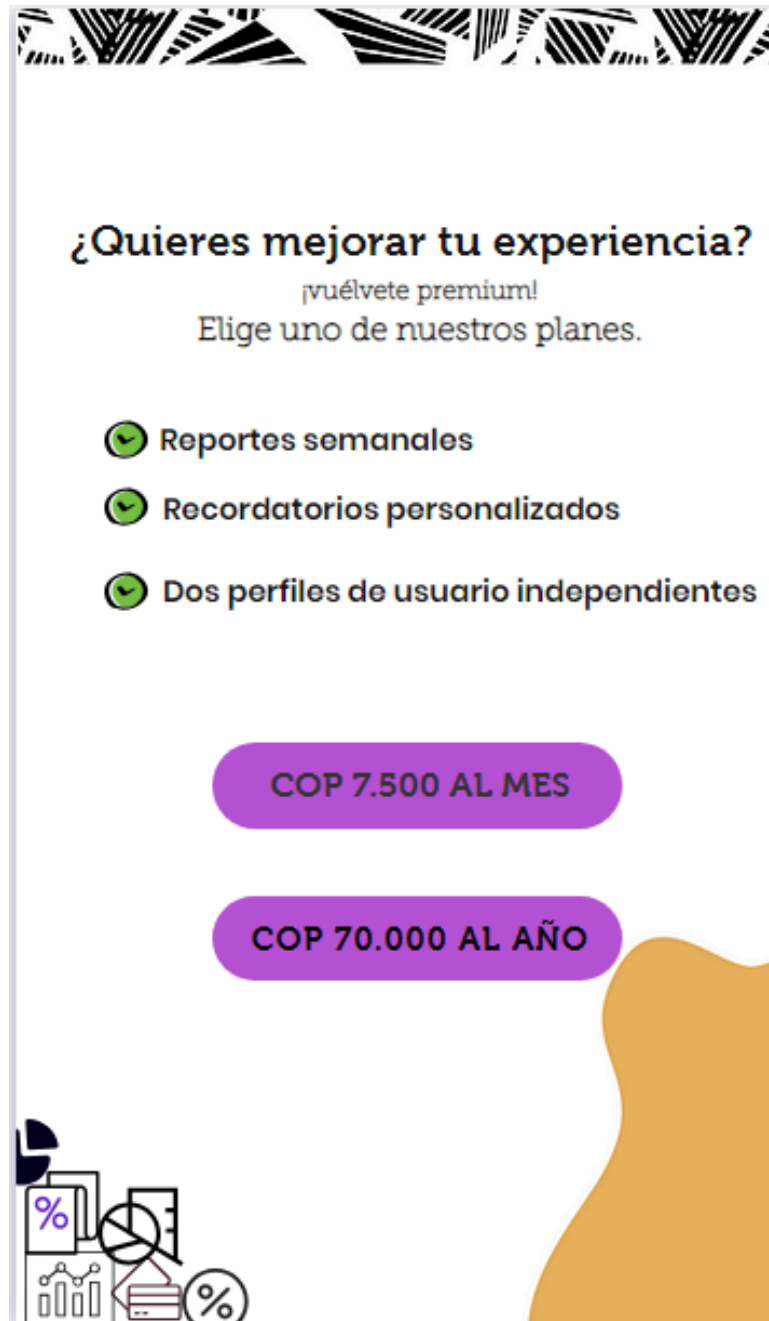 ¿Quieres mejorar tu experiencia?
¡vuélvete premium!
Elige uno de nuestros planes.
Reportes semanales
Recordatorios personalizados
Dos perfiles de usuario independientes
COP 7.500 AL MES
COP 70.000 AL AÑO
%
%